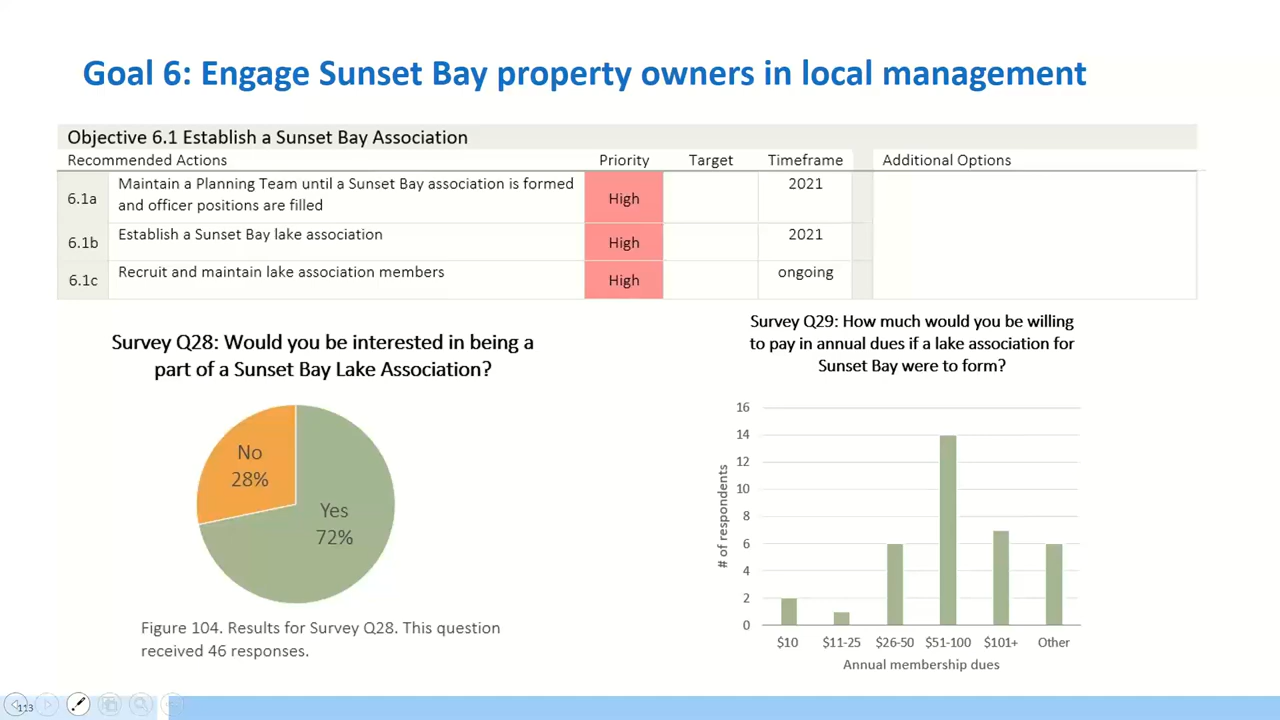 Goal 6: Engage Sunset Bay property owners in local management
Objective 6.1 Establish a Sunset Bay Association
Recommended Actions Priority Target Timeframe Additional Options
6.1a Maintain a Planning Team until a Sunset Bay association is formed and officer positions are filled High 2021
6.1b Establish a Sunset Bay lake association High 2021
6.1c Recruit and maintain lake association members High ongoing
Survey Q28: Would you be interested in being a
part of a Sunset Bay Lake Association?
No
28%
Yes
72%
Figure 104. Results for Survey Q28. This question
received 46 responses.
Survey Q29: How much would you be willing
to pay in annual dues if a lake association for
Sunset Bay were to form?
# of respondents
16
14
12
10
8
6
4
2
0
$10 $11-25 $26-50 $51-100 $101+ Other
Annual membership dues
113